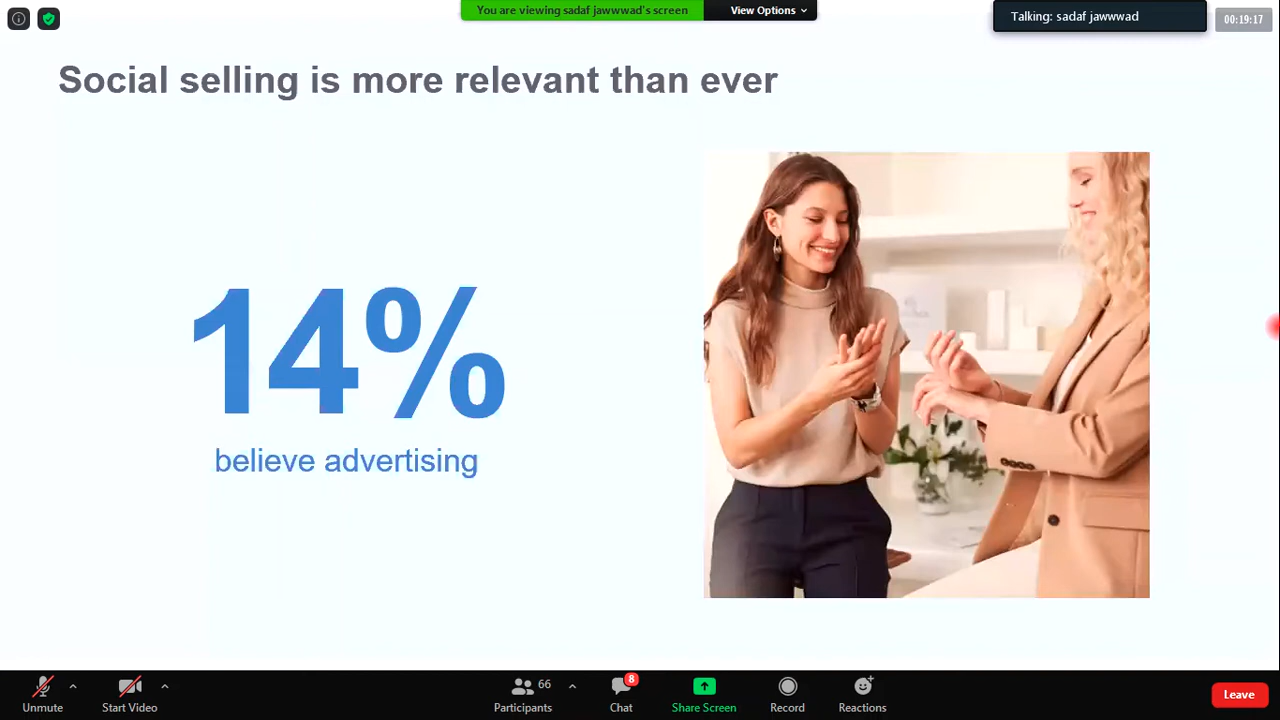 You are viewing sadaf jawwwad's screen
View Options
Talking: sadaf jawwwad
00:19:17
Social selling is more relevant than ever
14%
believe advertising
Unmute
Start Video
66
Participants
8
Chat
Share Screen
Record
Reactions
Leave